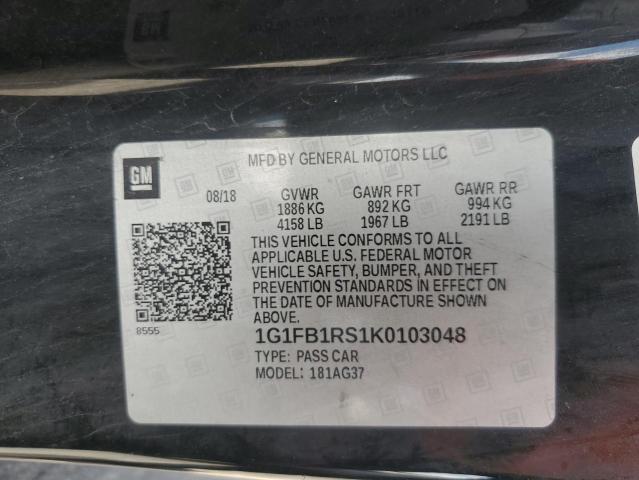 MFD BY GENERAL MOTORS LLC
GM
08/18 GVWR GAWR FRT GAWR RR
1886 KG 892 KG 994 KG
4158 LB 1967 LB 2191 LB
THIS VEHICLE CONFORMS TO ALL
APPLICABLE U.S. FEDERAL MOTOR
VEHICLE SAFETY, BUMPER, AND THEFT
PREVENTION STANDARDS IN EFFECT ON
THE DATE OF MANUFACTURE SHOWN
ABOVE.
8555
1G1FB1RS1K0103048
TYPE: PASS CAR
MODEL: 181AG37